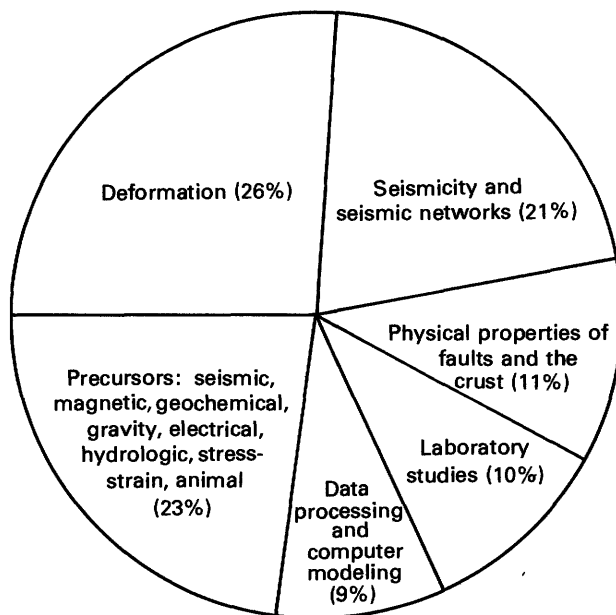 Deformation (26%)
Seismicity and
seismic networks (21%)
Physical properties of
faults and the
crust (11%)
Laboratory
studies (10%)
Data
processing and
computer
modeling
(9%)
Precursors: seismic,
magnetic, geochemical,
gravity, electrical,
hydrologic, stress-
strain, animal
(23%)